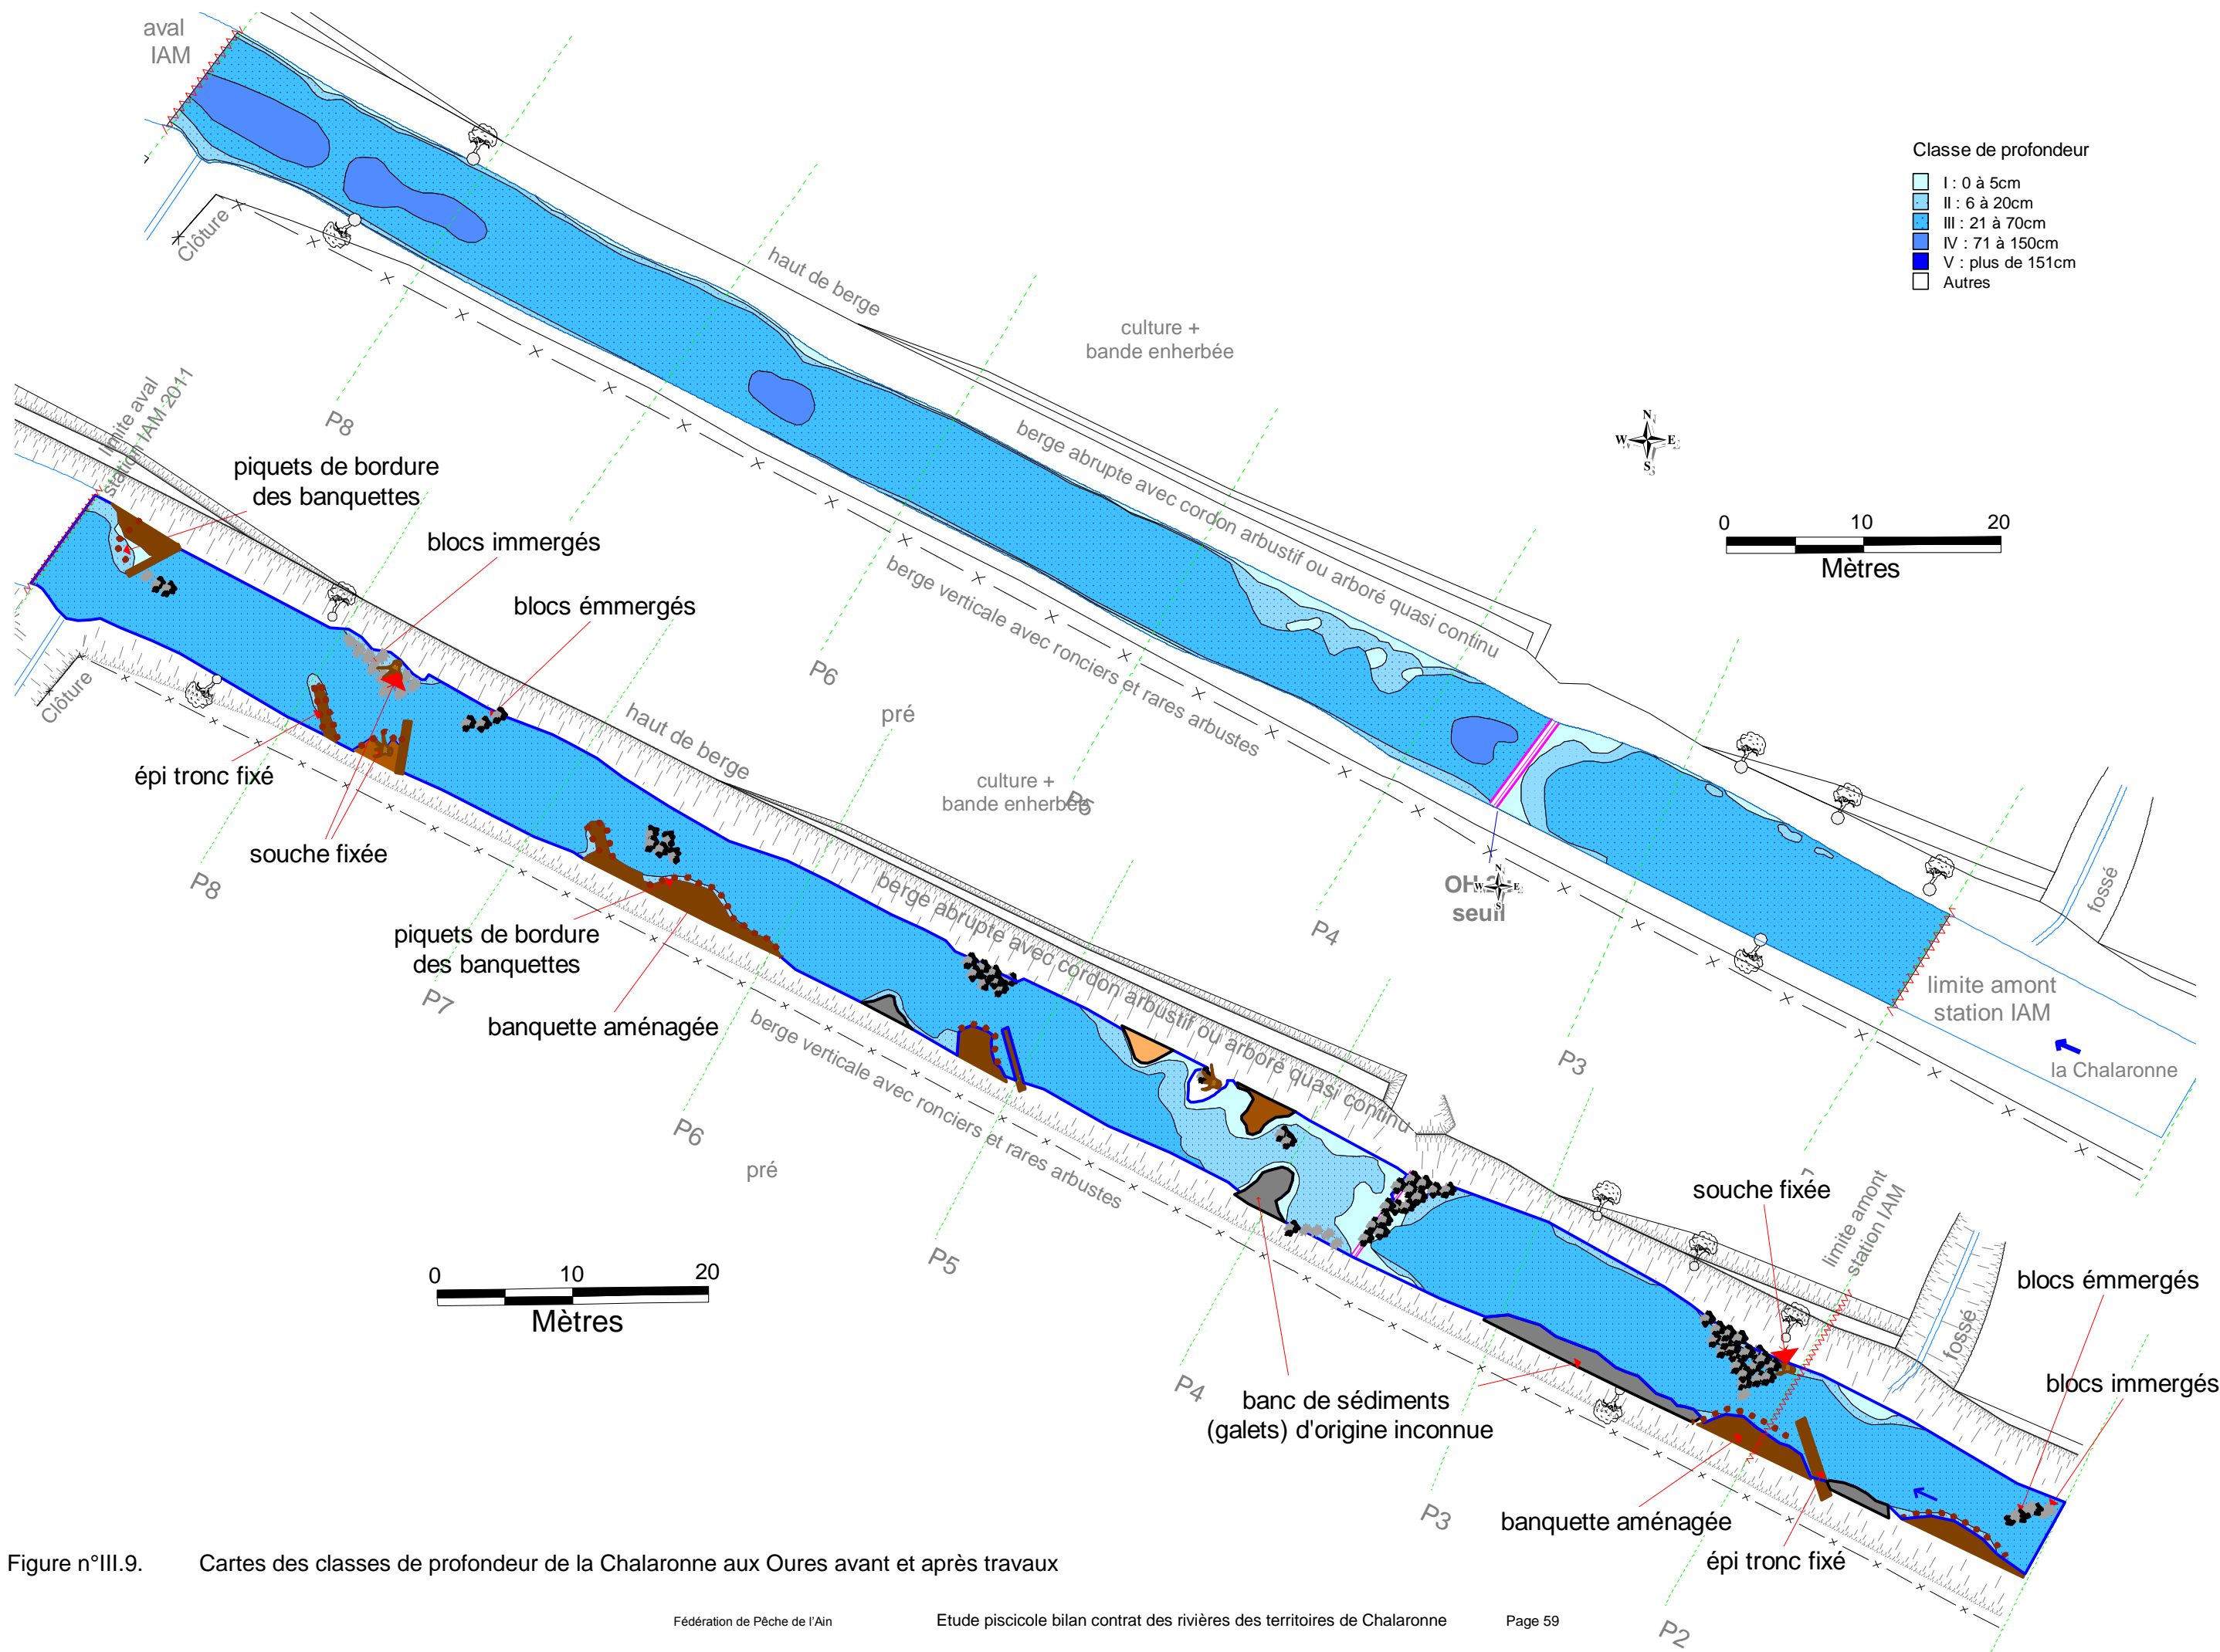 aval
IAM
Classe de profondeur
I : 0 à 5cm
II : 6 à 20cm
III : 21 à 70cm
IV : 71 à 150cm
V : plus de 151cm
Autres
Clôture
haut de berge
culture +
bande enherbée
P8
N
W E
S
0 10 20
Mètres
berge abrupte avec cordon arbustif ou arboré quasi continu
berge verticale avec ronciers et rares arbustes
P6
pré
P5
P4
P3
OH
seuil
fossé
limite amont
station IAM
la Chalaronne
limite aval
station IAM 2011
piquets de bordure
des banquettes
blocs immergés
blocs émmergés
Clôture
épi tronc fixé
souche fixée
haut de berge
culture +
bande enherbée
P8
piquets de bordure
des banquettes
P7
banquette aménagée
berge abrupte avec cordon arbustif ou arboré quasi continu
berge verticale avec ronciers et rares arbustes
N
W E
S
P6
pré
P5
P4
P3
P2
0 10 20
Mètres
banc de sédiments
(galets) d'origine inconnue
souche fixée
limite amont
station IAM
fossé
blocs émmergés
blocs immergés
banquette aménagée
épi tronc fixé
Figure n°III.9. Cartes des classes de profondeur de la Chalaronne aux Oures avant et après travaux
Fédération de Pêche de l'Ain Etude piscicole bilan contrat des rivières des territoires de Chalaronne Page 59